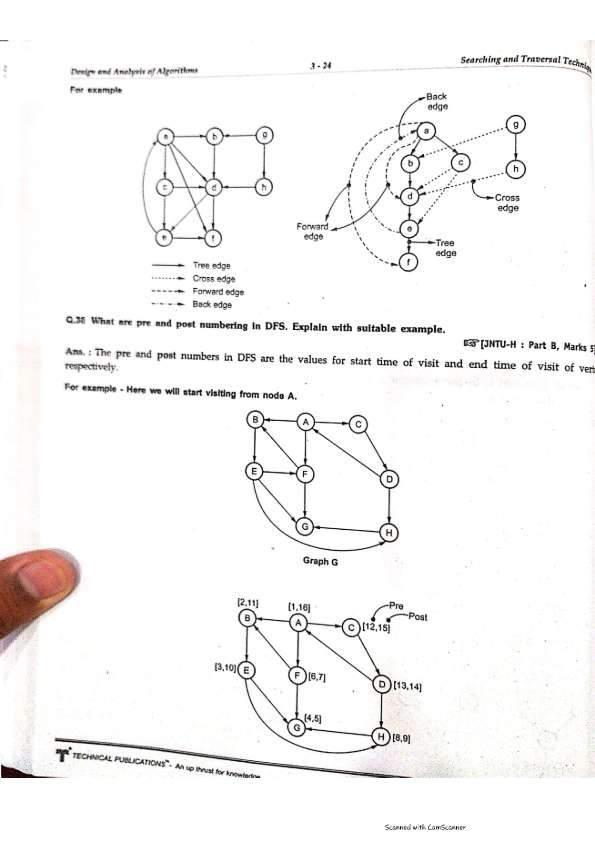 Design and Analysis of Algorithms
3 - 24
Searching and Traversal
For example
a
b
g
c
d
h
e
f
Back
edge
a
g
b
c
h
d
Cross
edge
Forward
edge
e
Tree
edge
f
Tree edge
Cross edge
Forward edge
Back edge
What are pre and post numbering in DFS. Explain with suitable example.
[JNTU-H : Part B, Marks 5]
Ans. : The pre and post numbers in DFS are the values for start time of visit and end time of visit of
respectively.
For example - Here we will start visiting from node A.
B
A
C
E
F
D
G
H
Graph G
[2,11]
[1,16]
Pre
Post
B
A
C
[12,15]
[3,10]
E
F
[6,7]
D
[13,14]
[4,5]
G
H
[8,9]
TECHNICAL PUBLICATIONS™ - An up thrust for knowledge
Scanned with CamScanner